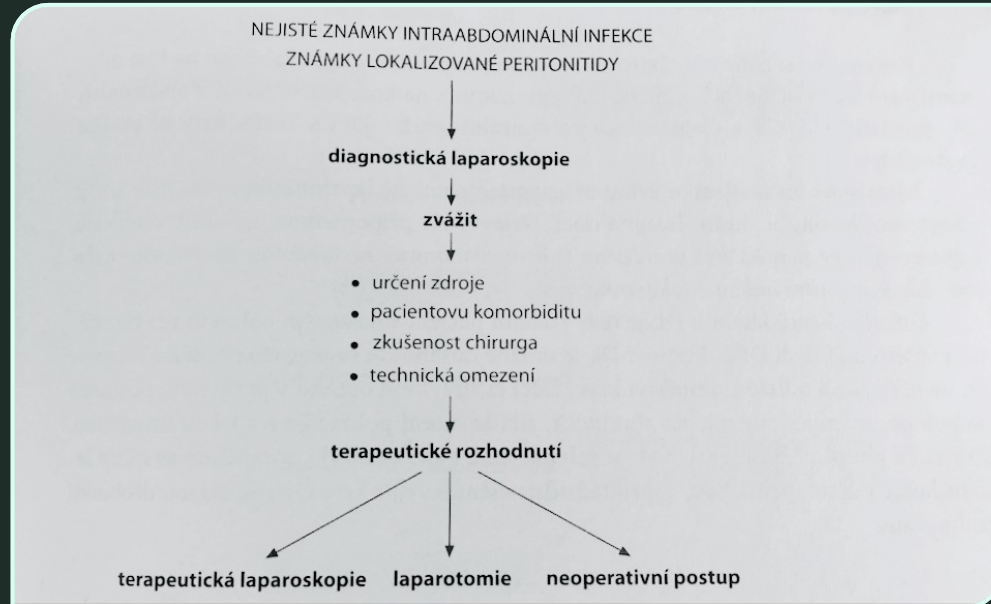 NEJISTÉ ZNÁMKY INTRAABDOMINÁLNÍ INFEKCE
ZNÁMKY LOKALIZOVANÉ PERITONITIDY
diagnostická laparoskopie
zvážit
• určení zdroje
• pacientovu komorbiditu
• zkušenost chirurga
• technická omezení
terapeutické rozhodnutí
terapeutická laparoskopie laparotomie neoperativní postup